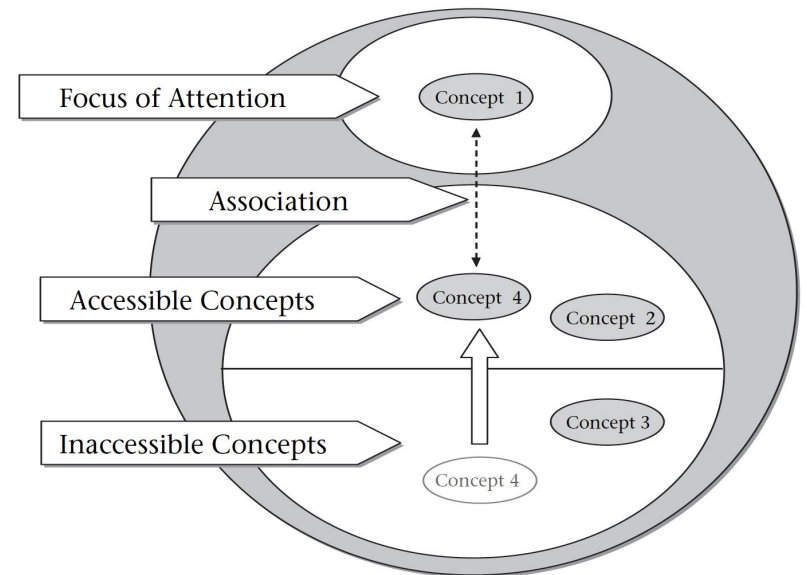 Focus of Attention
Concept 1
Association
Accessible Concepts
Concept 4
Concept 2
Inaccessible Concepts
Concept 3
Concept 4